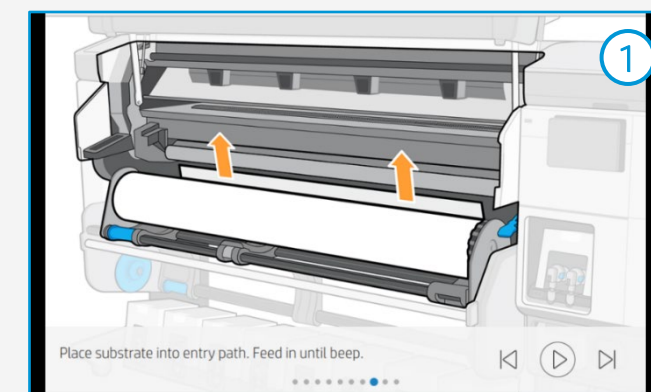 1
Place substrate into entry path. Feed in until beep.